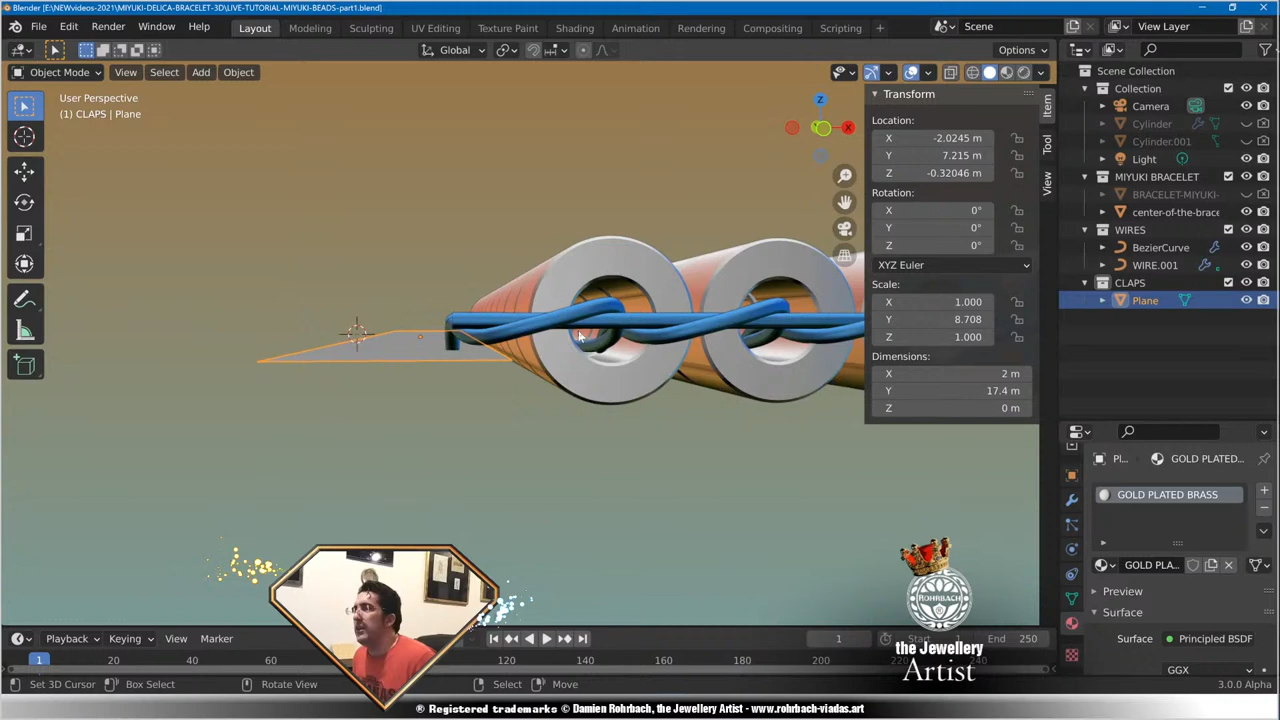 Blender [E:\NEWvideos-2021\MIYUKI-DELICA-BRACELET-3D\LIVE-TUTORIAL-MIYUKI-BEADS-part1.blend]
File Edit Render Window Help Layout Modeling Sculpting UV Editing Texture Paint Shading Animation Rendering Compositing Scripting + Scene View Layer
Global Options
Object Mode View Select Add Object
User Perspective
(1) CLAPS | Plane
Z
X
Y
Transform
Location:
X -2.0245 m
Y 7.215 m
Z -0.32046 m
Rotation:
X 0°
Y 0°
Z 0°
XYZ Euler
Scale:
X 1.000
Y 8.708
Z 1.000
Dimensions:
X 2 m
Y 17.4 m
Z 0 m
Item
Tool
View
Scene Collection
Collection
Camera
Cylinder
Cylinder.001
Light
MIYUKI BRACELET
BRACELET-MIYUKI-
center-of-the-brace
WIRES
BezierCurve
WIRE.001
CLAPS
Plane
Pl... GOLD PLATED...
GOLD PLATED BRASS
GOLD PLA...
Preview
Surface
Surface Principled BSDF
GGX
ROHRBACH
the Jewellery
Artist
Playback Keying View Marker 1 Start 1 End 250
1 20 40 60 120 140 160 180 200 220 240
Set 3D Cursor Box Select Rotate View Select Move 3.0.0 Alpha
® Registered trademarks © Damien Rohrbach, the Jewellery Artist - www.rohrbach-viadas.art